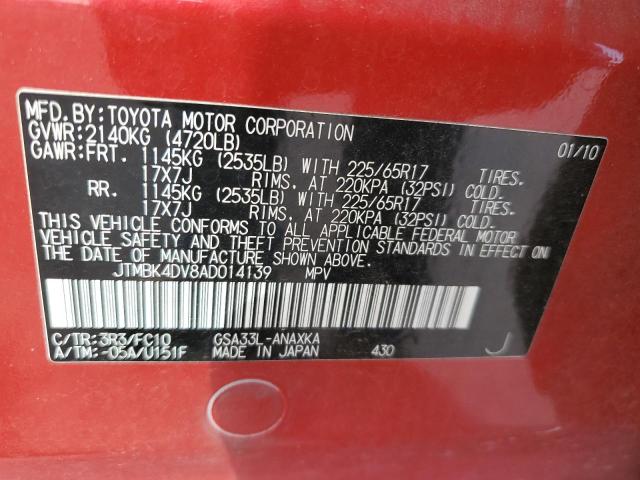 MFD.BY:TOYOTA MOTOR CORPORATION 01/10
GVWR:2140KG (4720LB)
GAWR:FRT. 1145KG (2535LB) WITH 225/65R17 TIRES.
17X7J RIMS. AT 220KPA (32PSI) COLD.
RR. 1145KG (2535LB) WITH 225/65R17 TIRES.
17X7J RIMS. AT 220KPA (32PSI) COLD.
THIS VEHICLE CONFORMS TO ALL APPLICABLE FEDERAL MOTOR
VEHICLE SAFETY AND THEFT PREVENTION STANDARDS IN EFFECT ON
THE DATE OF MANUFACTURE SHOWN ABOVE.
JTMBK4DV8AD014139 MPV
C/TR:3R3/FC10 GSA33L-ANAXKA
A/TM:-05A/U151F MADE IN JAPAN 430 J